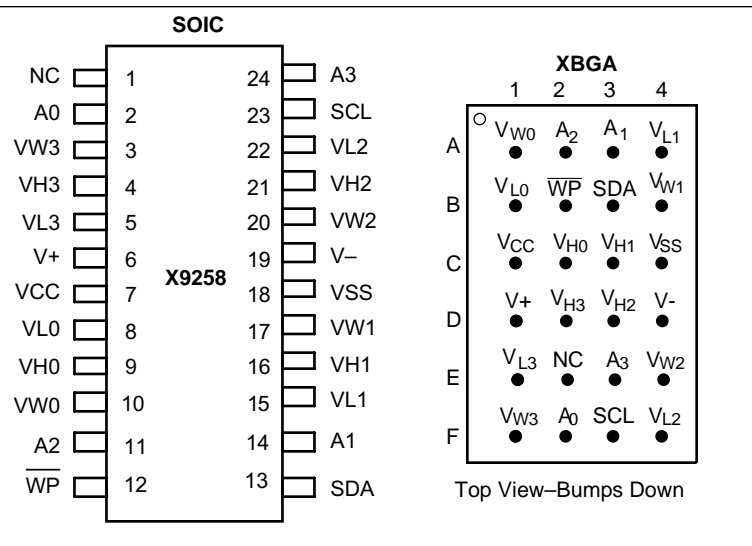 SOIC
NC 1 24 A3
A0 2 23 SCL
VW3 3 22 VL2
VH3 4 21 VH2
VL3 5 20 VW2
V+ 6 19 V–
X9258
VCC 7 18 VSS
VL0 8 17 VW1
VH0 9 16 VH1
VW0 10 15 VL1
A2 11 14 A1
WP 12 13 SDA
XBGA
1 2 3 4
A VW0 A2 A1 VL1
B VL0 WP SDA VW1
C VCC VH0 VH1 VSS
D V+ VH3 VH2 V-
E VL3 NC A3 VW2
F VW3 A0 SCL VL2
Top View–Bumps Down